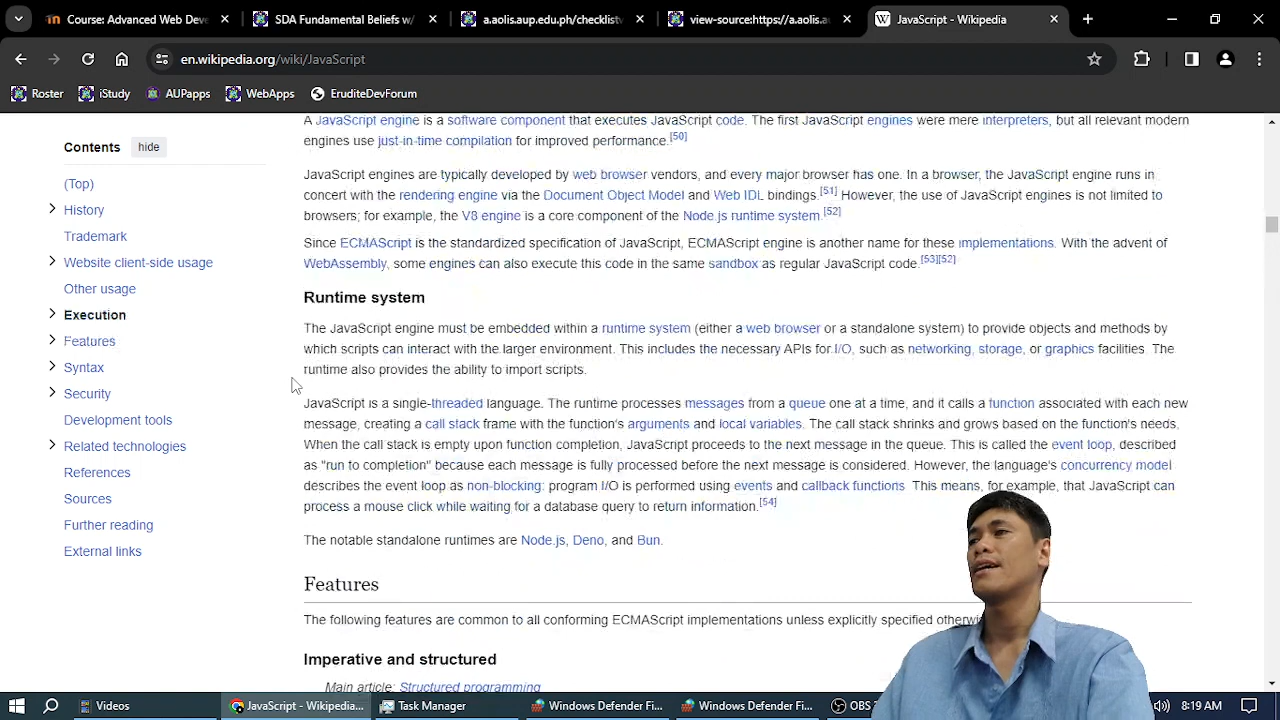 Course: Advanced Web Deve
SDA Fundamental Beliefs w/
a.aolis.aup.edu.ph/checklistv
view-source:https://a.aolis.au
W JavaScript - Wikipedia
en.wikipedia.org/wiki/JavaScript
Roster
iStudy
AUPapps
WebApps
EruditeDevForum
Contents hide
(Top)
History
Trademark
Website client-side usage
Other usage
Execution
Features
Syntax
Security
Development tools
Related technologies
References
Sources
Further reading
External links
A JavaScript engine is a software component that executes JavaScript code. The first JavaScript engines were mere interpreters, but all relevant modern
engines use just-in-time compilation for improved performance.[50]
JavaScript engines are typically developed by web browser vendors, and every major browser has one. In a browser, the JavaScript engine runs in
concert with the rendering engine via the Document Object Model and Web IDL bindings.[51] However, the use of JavaScript engines is not limited to
browsers; for example, the V8 engine is a core component of the Node.js runtime system.[52]
Since ECMAScript is the standardized specification of JavaScript, ECMAScript engine is another name for these implementations. With the advent of
WebAssembly, some engines can also execute this code in the same sandbox as regular JavaScript code.[53][52]
Runtime system
The JavaScript engine must be embedded within a runtime system (either a web browser or a standalone system) to provide objects and methods by
which scripts can interact with the larger environment. This includes the necessary APIs for I/O, such as networking, storage, or graphics facilities. The
runtime also provides the ability to import scripts.
JavaScript is a single-threaded language. The runtime processes messages from a queue one at a time, and it calls a function associated with each new
message, creating a call stack frame with the function's arguments and local variables. The call stack shrinks and grows based on the function's needs.
When the call stack is empty upon function completion, JavaScript proceeds to the next message in the queue. This is called the event loop, described
as "run to completion" because each message is fully processed before the next message is considered. However, the language's concurrency model
describes the event loop as non-blocking: program I/O is performed using events and callback functions. This means, for example, that JavaScript can
process a mouse click while waiting for a database query to return information.[54]
The notable standalone runtimes are Node.js, Deno, and Bun.
Features
The following features are common to all conforming ECMAScript implementations unless explicitly specified
Imperative and structured
Main article: Structured programming
Videos
JavaScript - Wikipedia...
Task Manager
Windows Defender Fi...
Windows Defender Fi...
OBS
8:19 AM